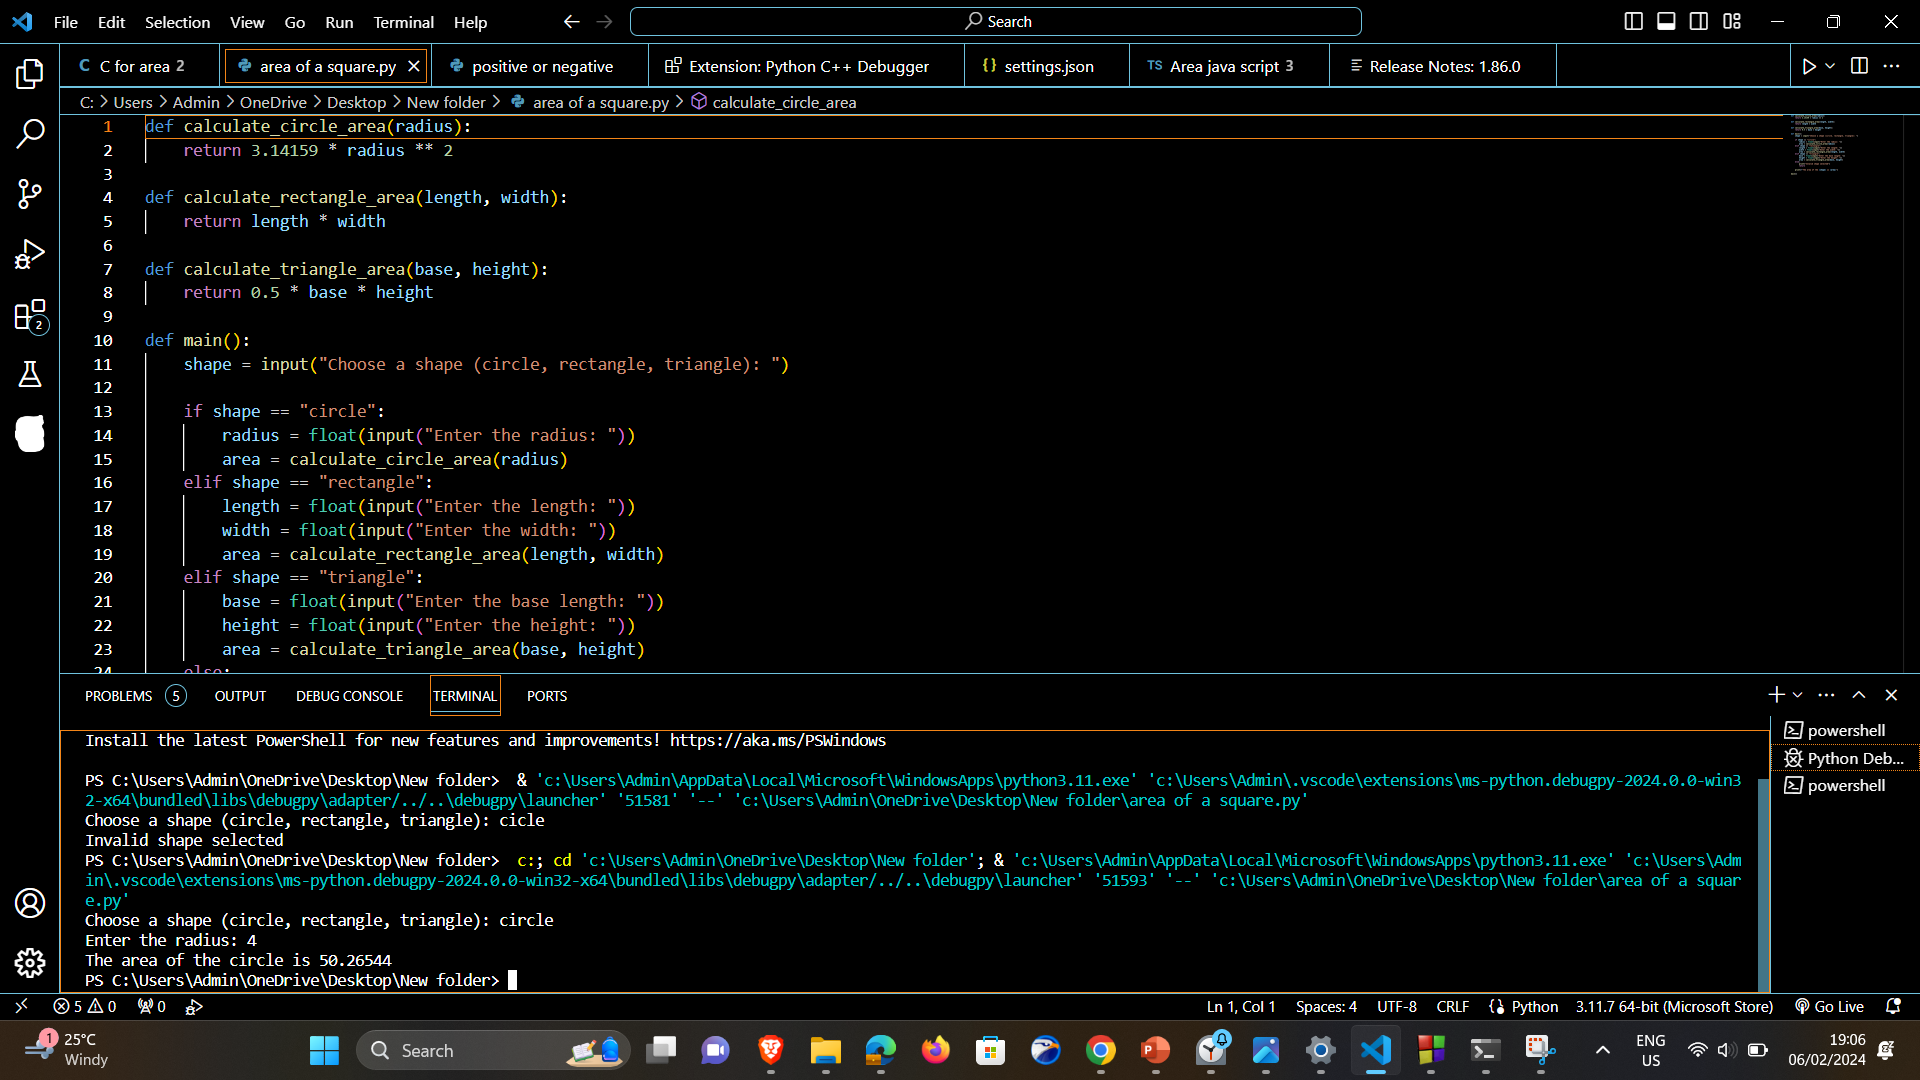 File Edit Selection View Go Run Terminal Help
Search
C C for area 2
area of a square.py
positive or negative
Extension: Python C++ Debugger
{} settings.json
TS Area java script 3
Release Notes: 1.86.0
C: > Users > Admin > OneDrive > Desktop > New folder > area of a square.py > calculate_circle_area
1 def calculate_circle_area(radius):
2     return 3.14159 * radius ** 2
3
4 def calculate_rectangle_area(length, width):
5     return length * width
6
7 def calculate_triangle_area(base, height):
8     return 0.5 * base * height
9
10 def main():
11     shape = input("Choose a shape (circle, rectangle, triangle): ")
12
13     if shape == "circle":
14         radius = float(input("Enter the radius: "))
15         area = calculate_circle_area(radius)
16     elif shape == "rectangle":
17         length = float(input("Enter the length: "))
18         width = float(input("Enter the width: "))
19         area = calculate_rectangle_area(length, width)
20     elif shape == "triangle":
21         base = float(input("Enter the base length: "))
22         height = float(input("Enter the height: "))
23         area = calculate_triangle_area(base, height)
24     else:
2
PROBLEMS 5 OUTPUT DEBUG CONSOLE TERMINAL PORTS
Install the latest PowerShell for new features and improvements! https://aka.ms/PSWindows
PS C:\Users\Admin\OneDrive\Desktop\New folder>  & 'c:\Users\Admin\AppData\Local\Microsoft\WindowsApps\python3.11.exe' 'c:\Users\Admin\.vscode\extensions\ms-python.debugpy-2024.0.0-win3
2-x64\bundled\libs\debugpy\adapter/../..\debugpy\launcher' '51581' '--' 'c:\Users\Admin\OneDrive\Desktop\New folder\area of a square.py'
Choose a shape (circle, rectangle, triangle): cicle
Invalid shape selected
PS C:\Users\Admin\OneDrive\Desktop\New folder>  c:; cd 'c:\Users\Admin\OneDrive\Desktop\New folder'; & 'c:\Users\Admin\AppData\Local\Microsoft\WindowsApps\python3.11.exe' 'c:\Users\Adm
in\.vscode\extensions\ms-python.debugpy-2024.0.0-win32-x64\bundled\libs\debugpy\adapter/../..\debugpy\launcher' '51593' '--' 'c:\Users\Admin\OneDrive\Desktop\New folder\area of a squar
e.py'
Choose a shape (circle, rectangle, triangle): circle
Enter the radius: 4
The area of the circle is 50.26544
PS C:\Users\Admin\OneDrive\Desktop\New folder>
powershell
Python Deb...
powershell
5 0 0
Ln 1, Col 1 Spaces: 4 UTF-8 CRLF {} Python 3.11.7 64-bit (Microsoft Store) Go Live
1
25°C
Windy
Search
ENG
US
19:06
06/02/2024